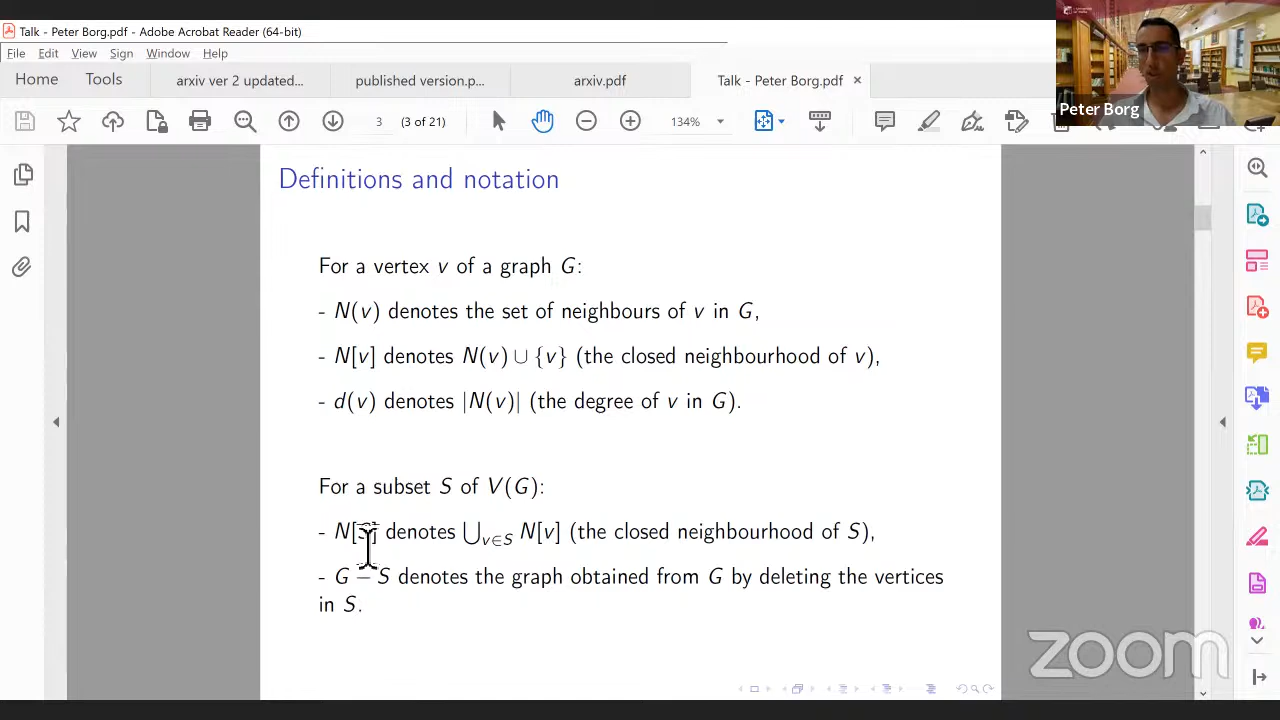 Talk - Peter Borg.pdf - Adobe Acrobat Reader (64-bit)
File Edit View Sign Window Help
Home Tools arxiv ver 2 updated... published version.p... arxiv.pdf Talk - Peter Borg.pdf ×
3 (3 of 21) 134%
Peter Borg
Definitions and notation
For a vertex v of a graph G:
- N(v) denotes the set of neighbours of v in G,
- N[v] denotes N(v) ∪ {v} (the closed neighbourhood of v),
- d(v) denotes |N(v)| (the degree of v in G).
For a subset S of V(G):
- N[S] denotes ⋃v∈S N[v] (the closed neighbourhood of S),
- G − S denotes the graph obtained from G by deleting the vertices
in S.
zoom